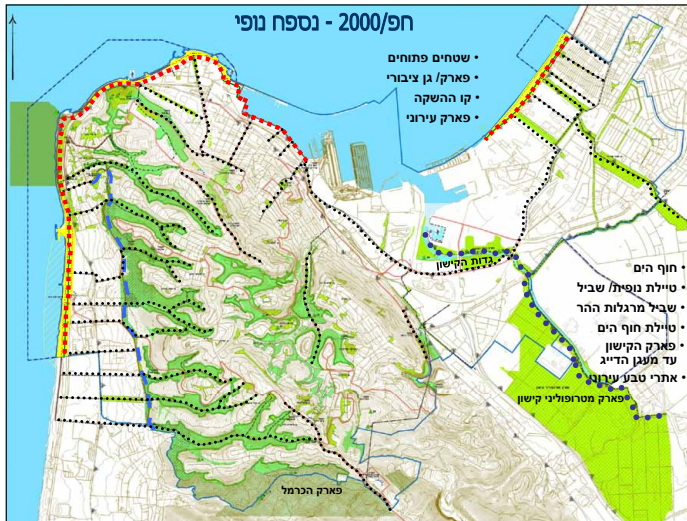 חפ/2000 - נספח נופי
• שטחים פתוחים
• פארק/ גן ציבורי
• קו ההשקה
• פארק עירוני
גדות הקישון
• חוף הים
• טיילת נופית/ שביל
• שביל מרגלות ההר
• טיילת חוף הים
• פארק הקישון
עד מעגן הדייג
• אתרי טבע עירוני
פארק מטרופוליני קישון
פארק הכרמל